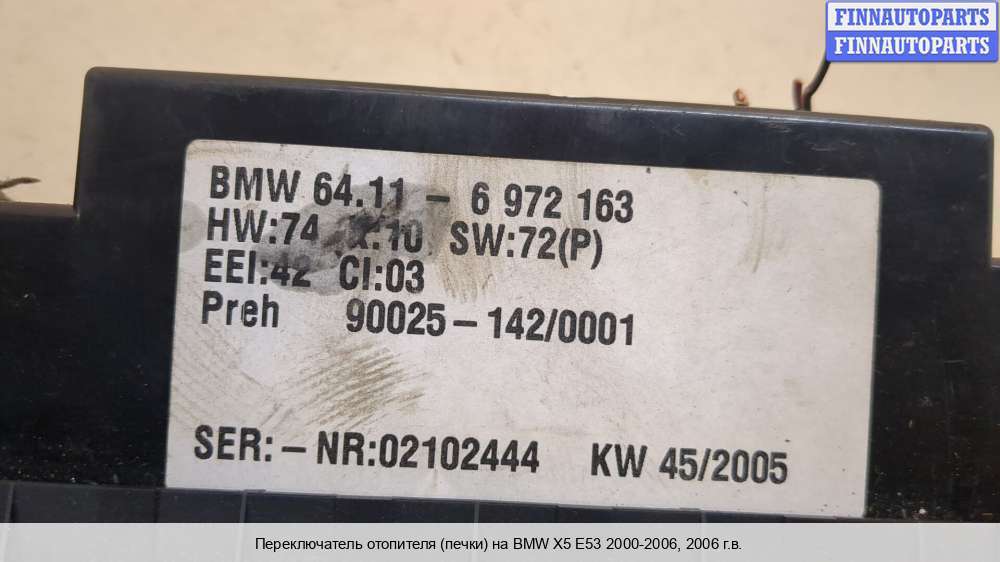 FINNAUTOPARTS
FINNAUTOPARTS
BMW 64.11 - 6 972 163
HW:74 X:10 SW:72(P)
EEI:42 CI:03
Preh 90025-142/0001
SER:-NR:02102444 KW 45/2005
Переключатель отопителя (печки) на BMW X5 E53 2000-2006, 2006 г.в.